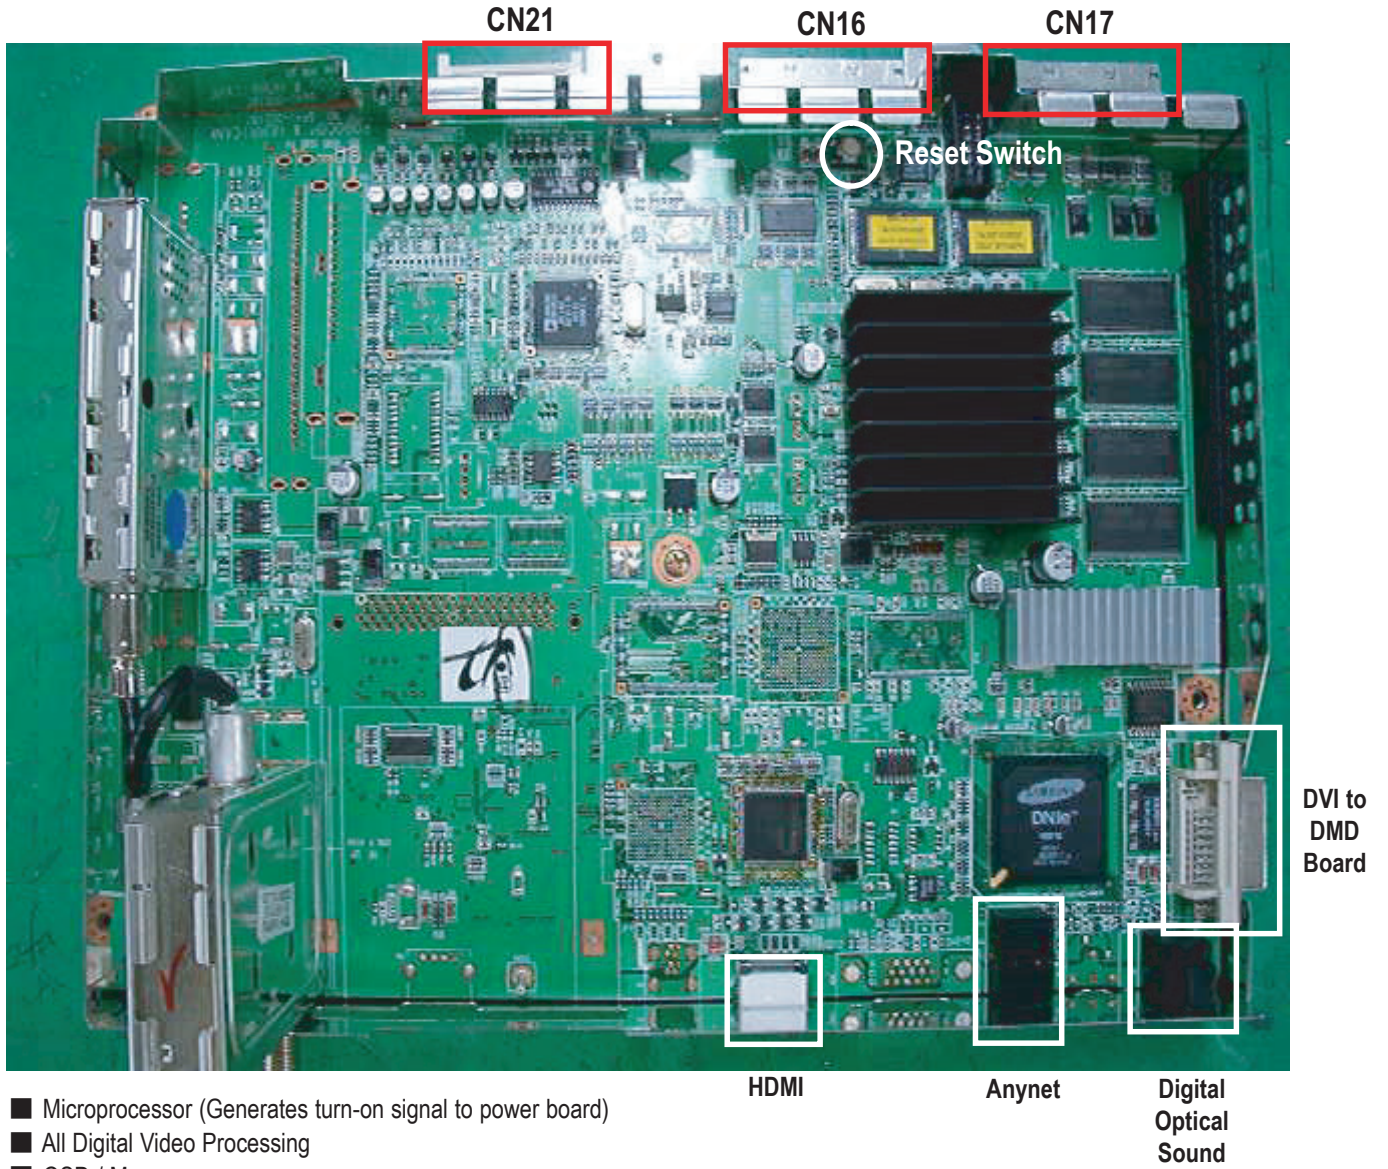 CN21
CN16
CN17
Reset Switch
DNIe
DVI to
DMD
Board
HDMI
Anynet
Digital
Optical
Sound
■ Microprocessor (Generates turn-on signal to power board)
■ All Digital Video Processing